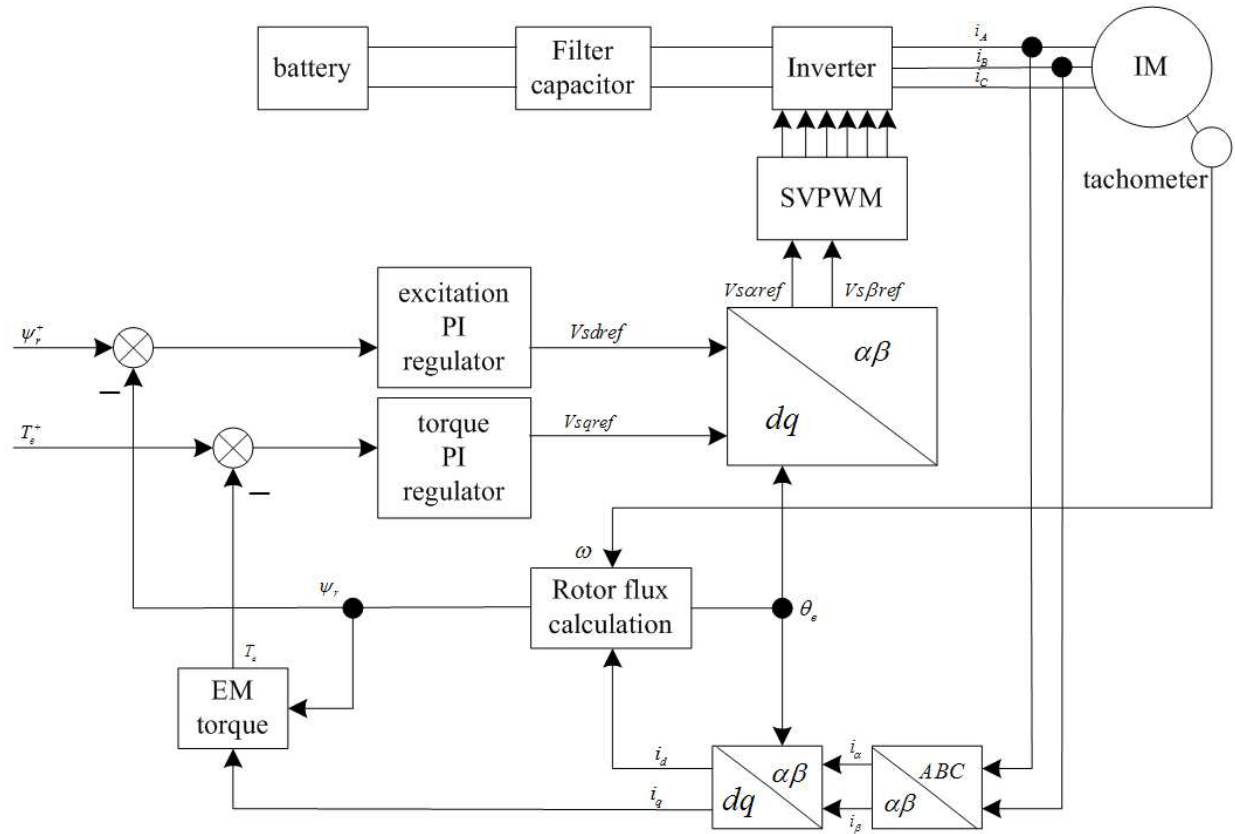 battery
Filter
capacitor
Inverter
i_A
i_B
i_C
IM
tachometer
SVPWM
Vsαref
Vsβref
excitation
PI
regulator
Vsdref
ψ_r^+
−
αβ
dq
torque
PI
regulator
Vsqref
T_e^+
−
ω
Rotor flux
calculation
ψ_r
θ_e
T_e
EM
torque
i_d
i_q
αβ
dq
i_α
i_β
ABC
αβ